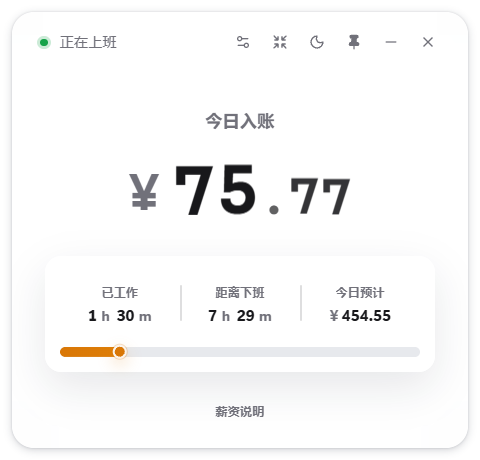 正在上班
今日入账
¥ 75.77
已工作 距离下班 今日预计
1 h 30 m 7 h 29 m ¥ 454.55
薪资说明